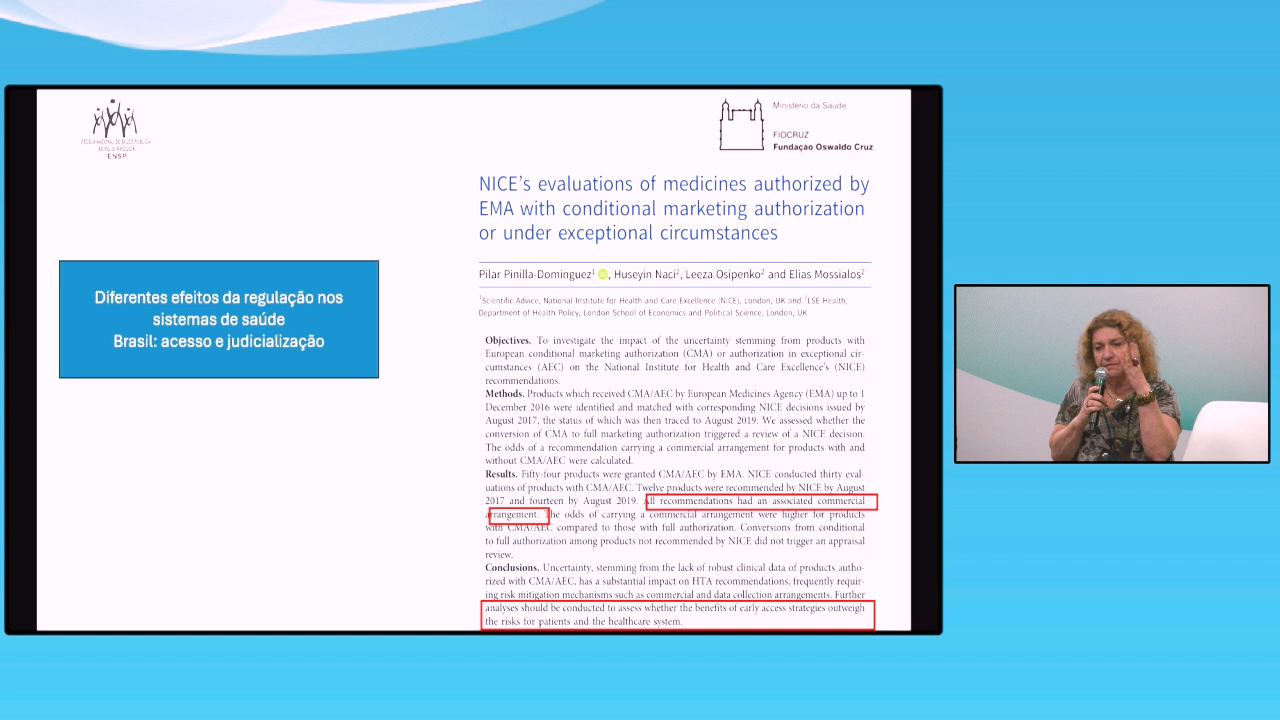 ESCOLA NACIONAL DE SAÚDE PÚBLICA
SERGIO AROUCA
ENSP
Ministério da Saúde
FIOCRUZ
Fundação Oswaldo Cruz
Diferentes efeitos da regulação nos
sistemas de saúde
Brasil: acesso e judicialização
NICE's evaluations of medicines authorized by
EMA with conditional marketing authorization
or under exceptional circumstances
Pilar Pinilla-Dominguez1 iD, Huseyin Naci2, Leeza Osipenko2 and Elias Mossialos2
1Scientific Advice, National Institute for Health and Care Excellence (NICE), London, UK and 2LSE Health,
Department of Health Policy, London School of Economics and Political Science, London, UK
Objectives. To investigate the impact of the uncertainty stemming from products with
European conditional marketing authorization (CMA) or authorization in exceptional cir-
cumstances (AEC) on the National Institute for Health and Care Excellence's (NICE)
recommendations.
Methods. Products which received CMA/AEC by European Medicines Agency (EMA) up to 1
December 2016 were identified and matched with corresponding NICE decisions issued by
August 2017, the status of which was then traced to August 2019. We assessed whether the
conversion of CMA to full marketing authorization triggered a review of a NICE decision.
The odds of a recommendation carrying a commercial arrangement for products with and
without CMA/AEC were calculated.
Results. Fifty-four products were granted CMA/AEC by EMA. NICE conducted thirty eval-
uations of products with CMA/AEC. Twelve products were recommended by NICE by August
2017 and fourteen by August 2019. All recommendations had an associated commercial
arrangement. The odds of carrying a commercial arrangement were higher for products
with CMA/AEC compared to those with full authorization. Conversions from conditional
to full authorization among products not recommended by NICE did not trigger an appraisal
review.
Conclusions. Uncertainty, stemming from the lack of robust clinical data of products autho-
rized with CMA/AEC, has a substantial impact on HTA recommendations, frequently requir-
ing risk mitigation mechanisms such as commercial and data collection arrangements. Further
analyses should be conducted to assess whether the benefits of early access strategies outweigh
the risks for patients and the healthcare system.